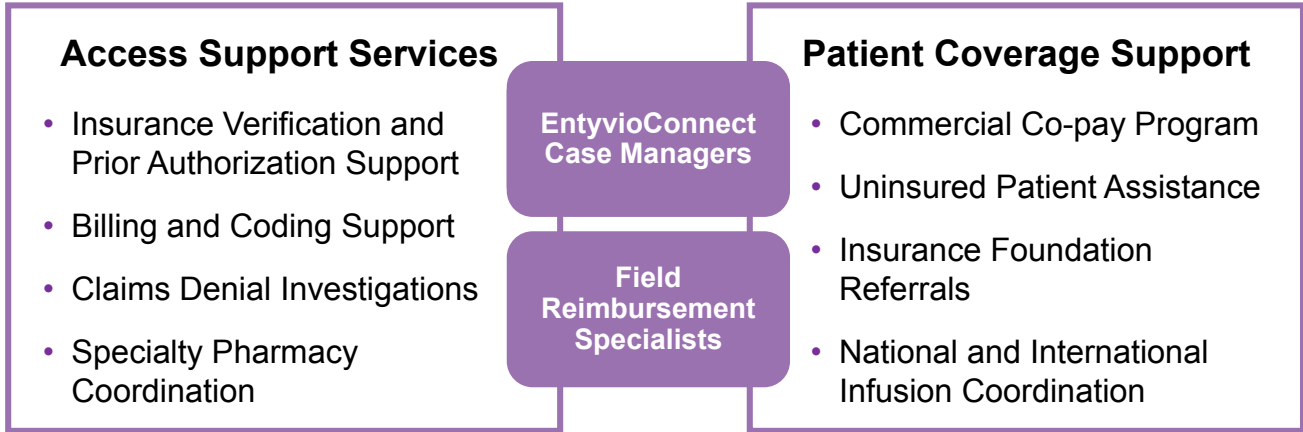 Access Support Services
• Insurance Verification and
Prior Authorization Support
• Billing and Coding Support
• Claims Denial Investigations
• Specialty Pharmacy
Coordination
EntyvioConnect
Case Managers
Field
Reimbursement
Specialists
Patient Coverage Support
• Commercial Co-pay Program
• Uninsured Patient Assistance
• Insurance Foundation
Referrals
• National and International
Infusion Coordination